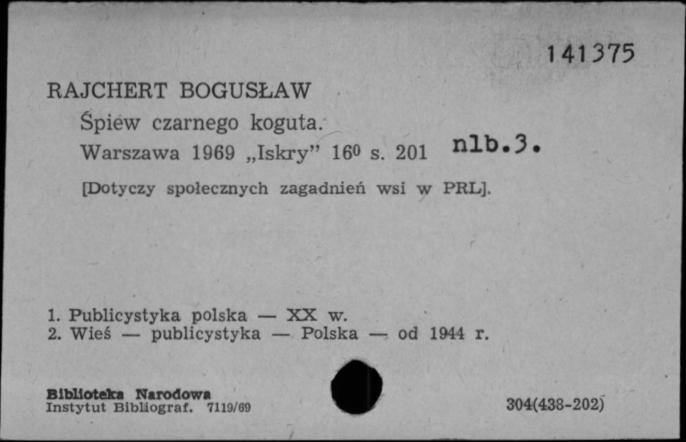 141375
RAJCHERT BOGUSŁAW
Śpiew czarnego koguta.
Warszawa 1969 „Iskry” 16⁰ s. 201 nlb.3.
[Dotyczy społecznych zagadnień wsi w PRL].
1. Publicystyka polska — XX w.
2. Wieś — publicystyka — Polska — od 1944 r.
Biblioteka Narodowa
Instytut Bibliograf. 7119/69
304(438-202)